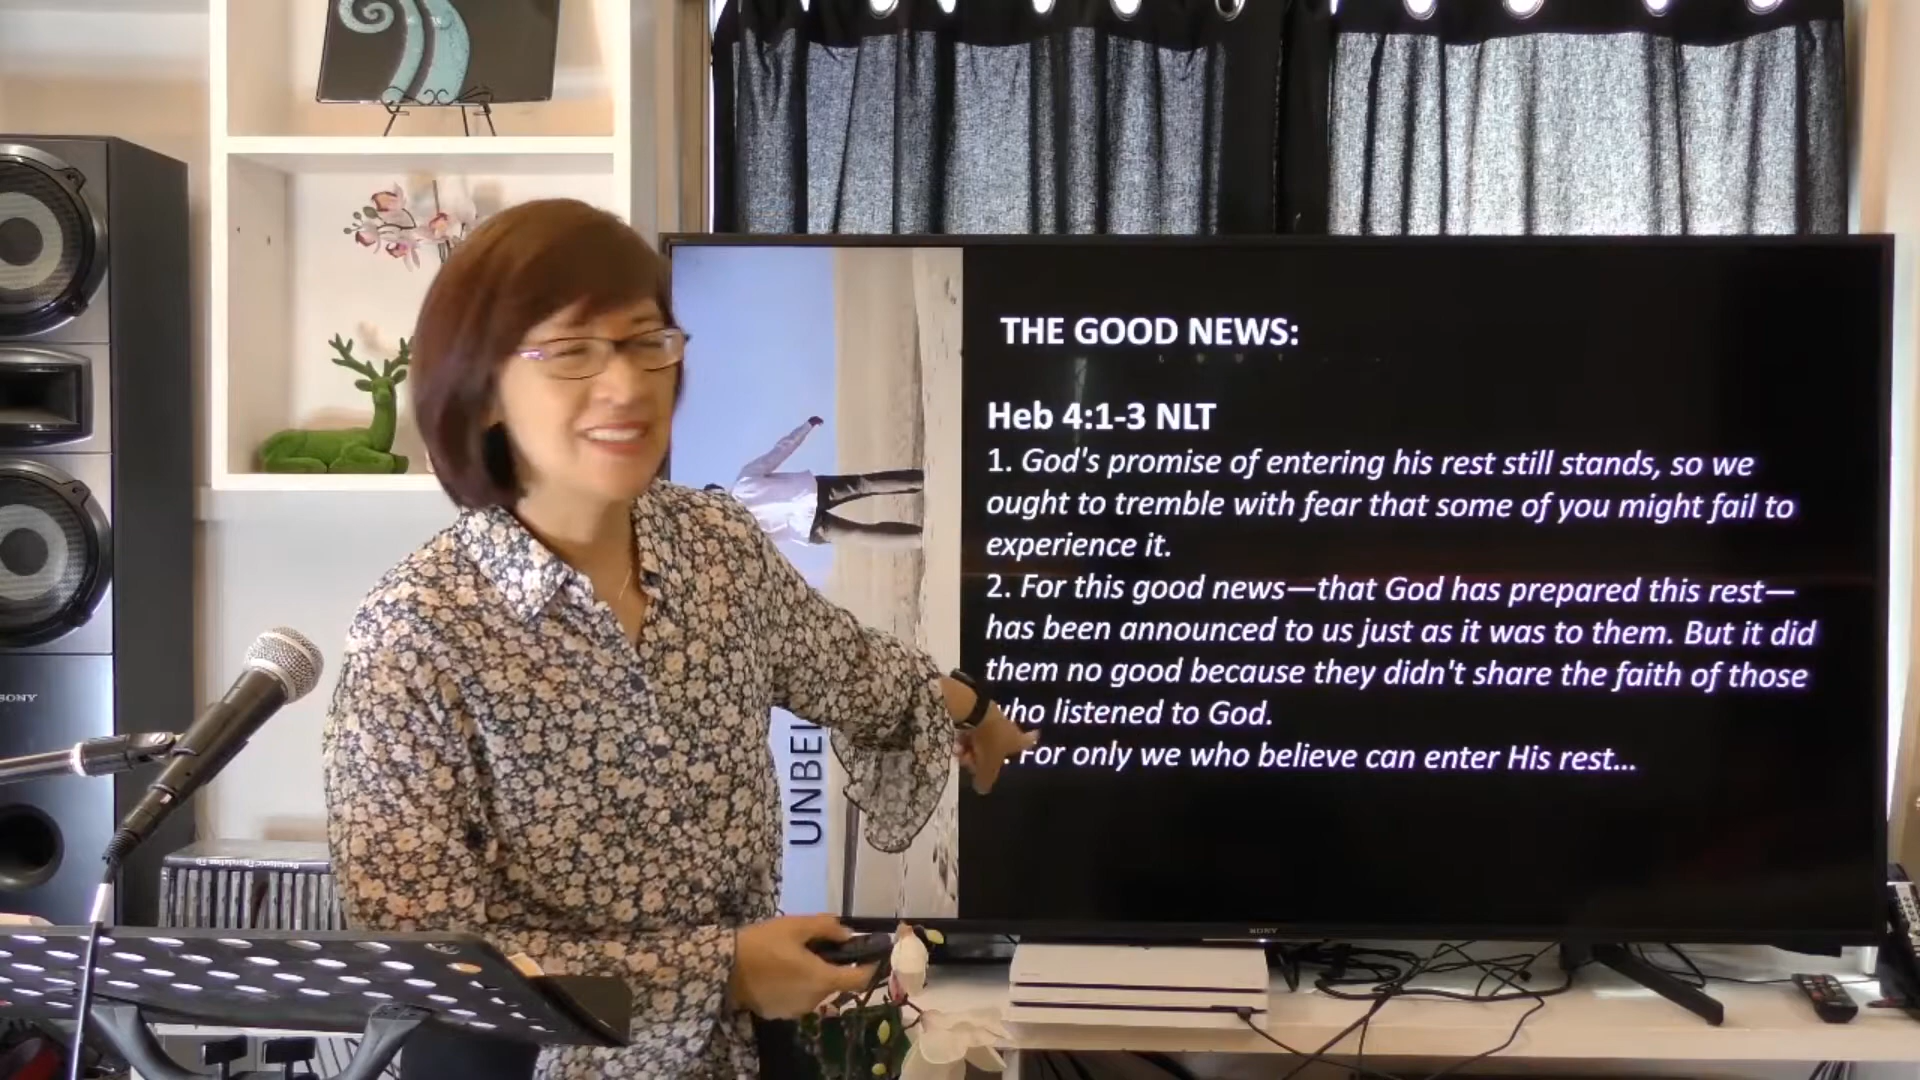 THE GOOD NEWS:
Heb 4:1-3 NLT
1. God's promise of entering his rest still stands, so we
ought to tremble with fear that some of you might fail to
experience it.
2. For this good news—that God has prepared this rest—
has been announced to us just as it was to them. But it did
them no good because they didn't share the faith of those
who listened to God.
. For only we who believe can enter His rest...
SONY
SONY